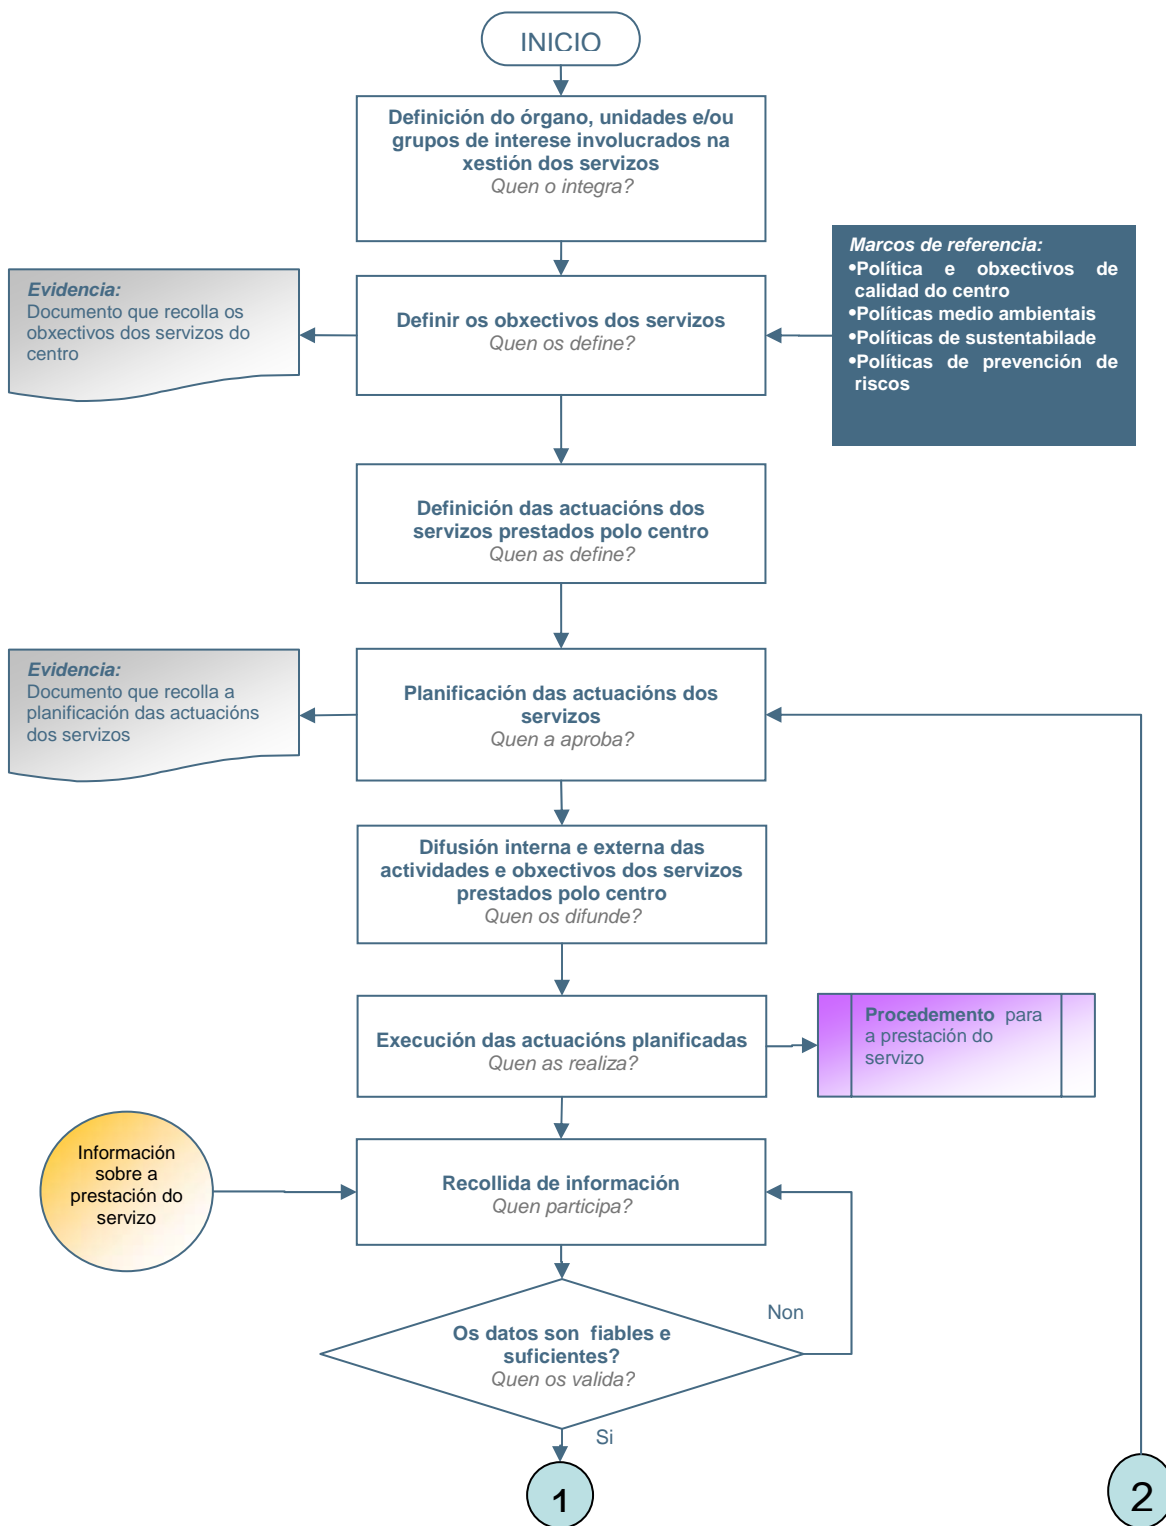 INICIO
Definición do órgano, unidades e/ou
grupos de interese involucrados na
xestión dos servizos
Quen o integra?
Marcos de referencia:
•Política e obxectivos de
calidad do centro
•Políticas medio ambientais
•Políticas de sustentabilade
•Políticas de prevención de
riscos
Evidencia:
Documento que recolla os
obxectivos dos servizos do
centro
Definir os obxectivos dos servizos
Quen os define?
Definición das actuacións dos
servizos prestados polo centro
Quen as define?
Evidencia:
Documento que recolla a
planificación das actuacións
dos servizos
Planificación das actuacións dos
servizos
Quen a aproba?
Difusión interna e externa das
actividades e obxectivos dos servizos
prestados polo centro
Quen os difunde?
Execución das actuacións planificadas
Quen as realiza?
Procedemento para
a prestación do
servizo
Información
sobre a
prestación do
servizo
Recollida de información
Quen participa?
Non
Os datos son fiables e
suficientes?
Quen os valida?
Si
1
2